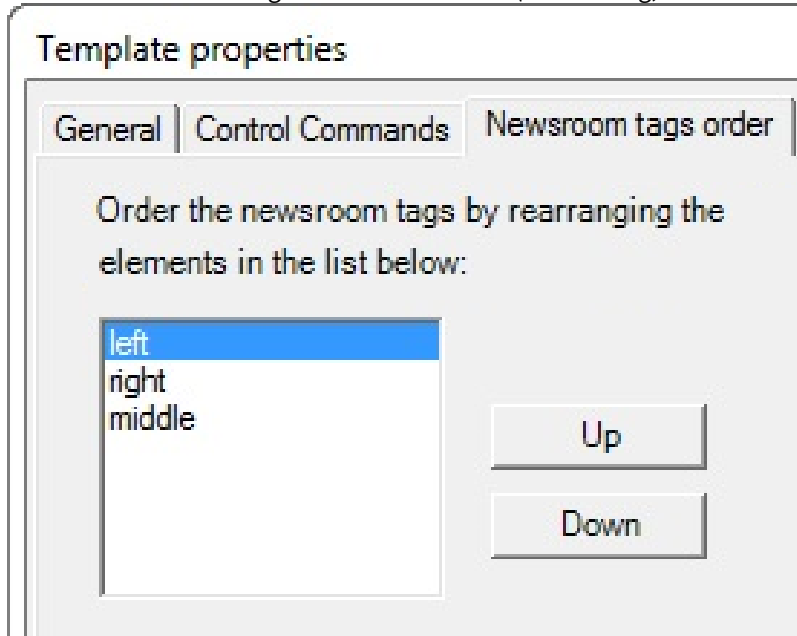 Template properties
General Control Commands Newsroom tags order
Order the newsroom tags by rearranging the
elements in the list below:
left
right
middle
Up
Down